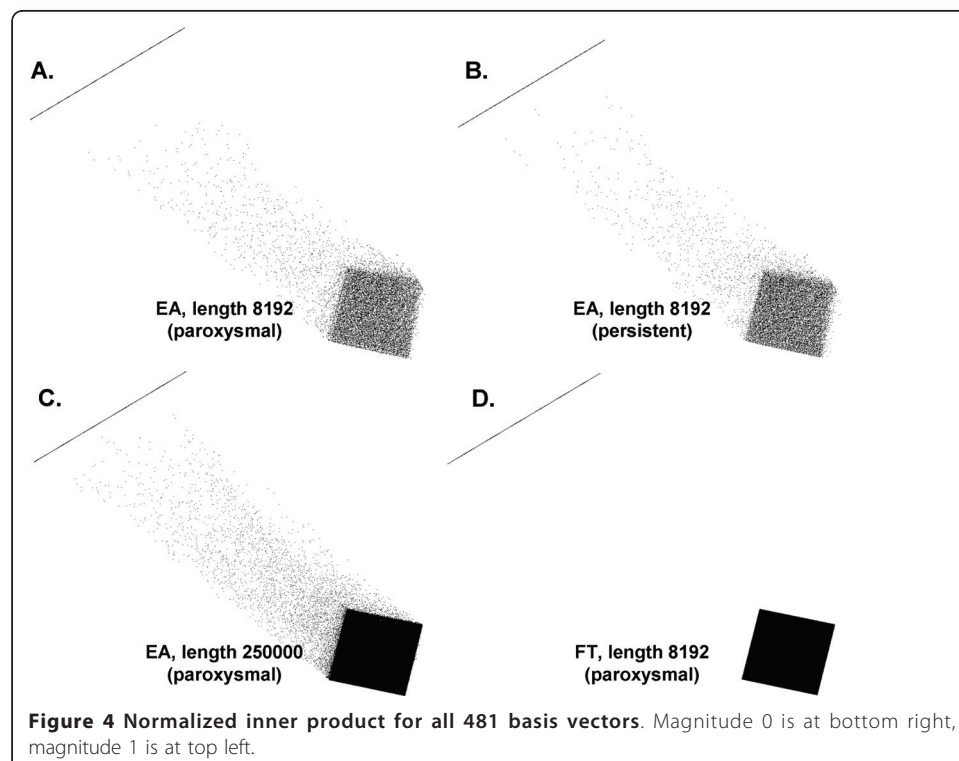 A.
B.
EA, length 8192
(paroxysmal)
EA, length 8192
(persistent)
C.
D.
EA, length 250000
(paroxysmal)
FT, length 8192
(paroxysmal)
Figure 4 Normalized inner product for all 481 basis vectors. Magnitude 0 is at bottom right,
magnitude 1 is at top left.